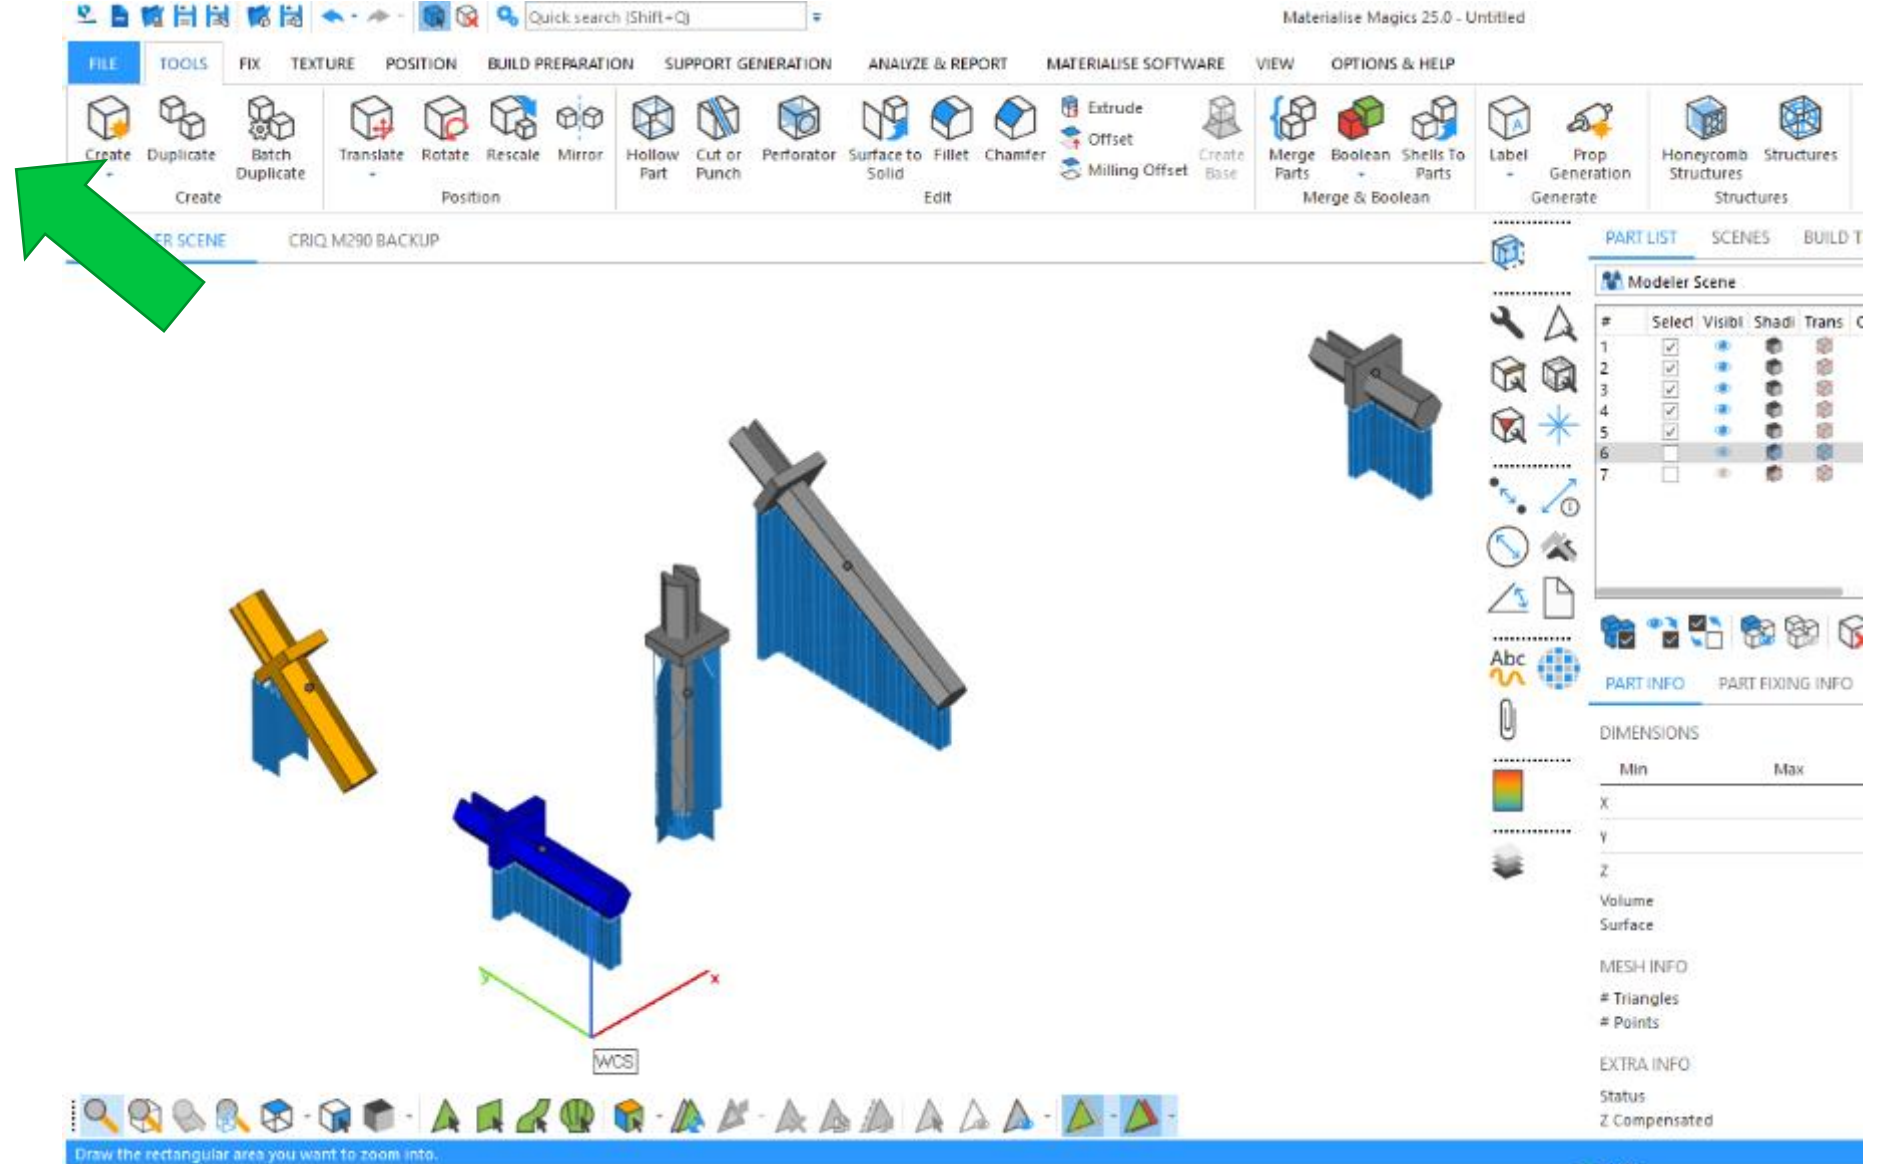 Quick search (Shift+Q)
Materialise Magics 25.0 - Untitled
FILE TOOLS FIX TEXTURE POSITION BUILD PREPARATION SUPPORT GENERATION ANALYZE & REPORT MATERIALISE SOFTWARE VIEW OPTIONS & HELP
Create
Duplicate
Batch
Duplicate
Create
Translate
Rotate
Rescale
Mirror
Position
Hollow
Part
Cut or
Punch
Perforator
Surface to
Solid
Fillet
Chamfer
Extrude
Offset
Milling Offset
Create
Base
Edit
Merge
Parts
Boolean
Shells To
Parts
Merge & Boolean
Label
Prop
Generation
Generate
Honeycomb
Structures
Structures
Structures
ER SCENE
CRIQ M290 BACKUP
PART LIST SCENES BUILD T
Modeler Scene
# Select Visibl Shadi Trans C
1
2
3
4
5
6
7
Abc
PART INFO PART FIXING INFO
DIMENSIONS
Min Max
X
Y
Z
Volume
Surface
MESH INFO
# Triangles
# Points
EXTRA INFO
Status
Z Compensated
y
x
WCS
Draw the rectangular area you want to zoom into.